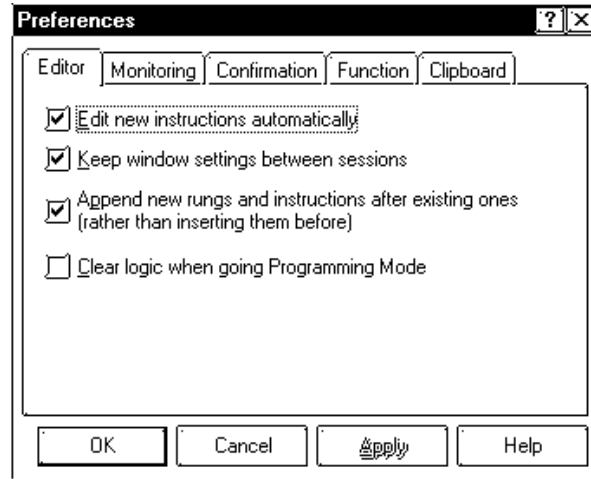 Preferences
Editor Monitoring Confirmation Function Clipboard
Edit new instructions automatically
Keep window settings between sessions
Append new rungs and instructions after existing ones
(rather than inserting them before)
Clear logic when going Programming Mode
OK Cancel Apply Help